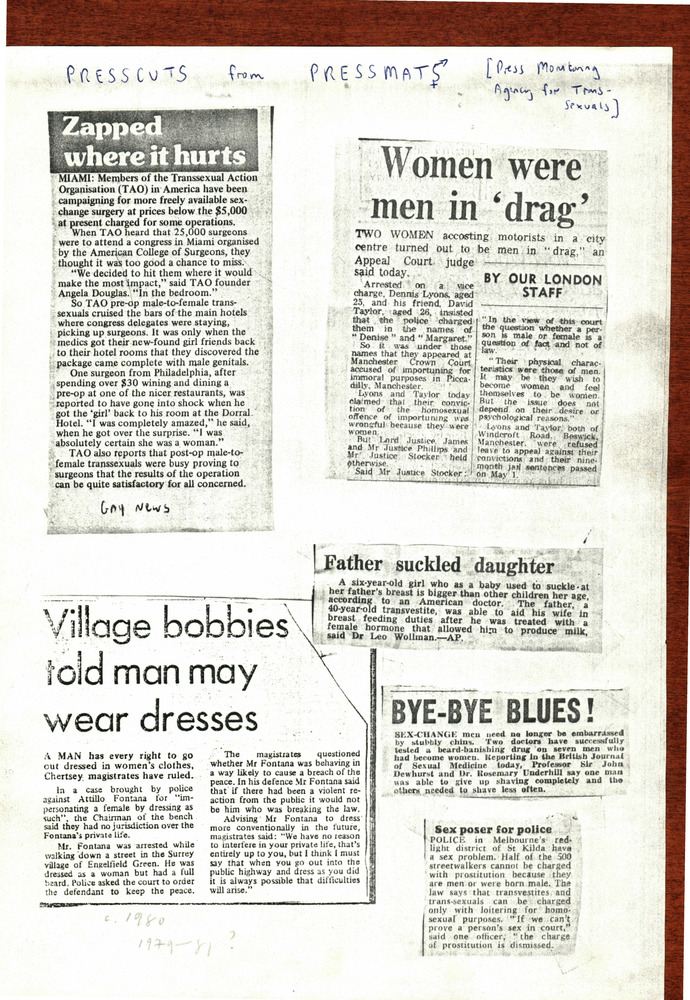 PRESSCUTS from PRESSMATS
[Press Monitoring
Agency for Trans-
sexuals]
Zapped
where it hurts
MIAMI: Members of the Transsexual Action
Organisation (TAO) in America have been
campaigning for more freely available sex-
change surgery at prices below the $5,000
at present charged for some operations.
When TAO heard that 25,000 surgeons
were to attend a congress in Miami organised
by the American College of Surgeons, they
thought it was too good a chance to miss.
"We decided to hit them where it would
make the most impact," said TAO founder
Angela Douglas. "In the bedroom."
So TAO pre-op male-to-female trans-
sexuals cruised the bars of the main hotels
where congress delegates were staying,
picking up surgeons. It was only when the
medics got their new-found girl friends back
to their hotel rooms that they discovered the
package came complete with male genitals.
One surgeon from Philadelphia, after
spending over $30 wining and dining a
pre-op at one of the nicer restaurants, was
reported to have gone into shock when he
got the 'girl' back to his room at the Dorral
Hotel. "I was completely amazed," he said,
when he got over the surprise. "I was
absolutely certain she was a woman."
TAO also reports that post-op male-to-
female transsexuals were busy proving to
surgeons that the results of the operation
can be quite satisfactory for all concerned.
GAY NEWS
Women were
men in 'drag'
TWO WOMEN accosting motorists in a city
centre turned out to be men in "drag," an
Appeal Court judge
said today.
Arrested on a vice
charge, Dennis Lyons, aged
25, and his friend, David
Taylor, aged 26, insisted
that the police charged
them in the names of
"Denise" and "Margaret."
So it was under those
names that they appeared at
Manchester Crown Court
accused of importuning for
immoral purposes in Picca-
dilly, Manchester.
Lyons and Taylor today
claimed that their convic-
tion of the homosexual
offence of importuning was
wrongful because they were
women.
But Lord Justice James
and Mr Justice Phillips and
Mr Justice Stocker held
otherwise.
Said Mr Justice Stocker:
BY OUR LONDON
STAFF
"In the view of this court
the question whether a per-
son is male or female is a
question of fact and not of
law.
"Their physical charac-
teristics were those of men.
It may be they wish to
become women and feel
themselves to be women.
But the issue does not
depend on their desire or
psychological reasons."
Lyons and Taylor, both of
Windcroft Road, Beswick,
Manchester, were refused
leave to appeal against their
convictions and their nine-
month jail sentences passed
on May 1.
Father suckled daughter
A six-year-old girl who as a baby used to suckle at
her father's breast is bigger than other children her age,
according to an American doctor. The father, a
40-year-old transvestite, was able to aid his wife in
breast feeding duties after he was treated with a
female hormone that allowed him to produce milk,
said Dr Leo Wollman.—AP.
Village bobbies
told man may
wear dresses
A MAN has every right to go
out dressed in women's clothes,
Chertsey magistrates have ruled.
In a case brought by police
against Attillo Fontana for "im-
personating a female by dressing as
such", the Chairman of the bench
said they had no jurisdiction over the
Fontana's private life.
Mr. Fontana was arrested while
walking down a street in the Surrey
village of Engelfield Green. He was
dressed as a woman but had a full
beard. Police asked the court to order
the defendant to keep the peace.
The magistrates questioned
whether Mr Fontana was behaving in
a way likely to cause a breach of the
peace. In his defence Mr Fontana said
that if there had been a violent re-
action from the public it would not
be him who was breaking the law.
Advising Mr Fontana to dress
more conventionally in the future,
magistrates said: "We have no reason
to interfere in your private life, that's
entirely up to you, but I think I must
say that when you go out into the
public highway and dress as you did
it is always possible that difficulties
will arise."
c. 1980
1979-81 ?
BYE-BYE BLUES!
SEX-CHANGE men need no longer be embarrassed
by stubbly chins. Two doctors have successfully
tested a beard-banishing drug on seven men who
had become women. Reporting in the British Journal
of Sexual Medicine today, Professor Sir John
Dewhurst and Dr. Rosemary Underhill say one man
was able to give up shaving completely and the
others needed to shave less often.
Sex poser for police
POLICE in Melbourne's red-
light district of St Kilda have
a sex problem. Half of the 500
streetwalkers cannot be charged
with prostitution because they
are men or were born male. The
law says that transvestites and
trans-sexuals can be charged
only with loitering for homo-
sexual purposes. "If we can't
prove a person's sex in court,"
said one officer, "the charge
of prostitution is dismissed.